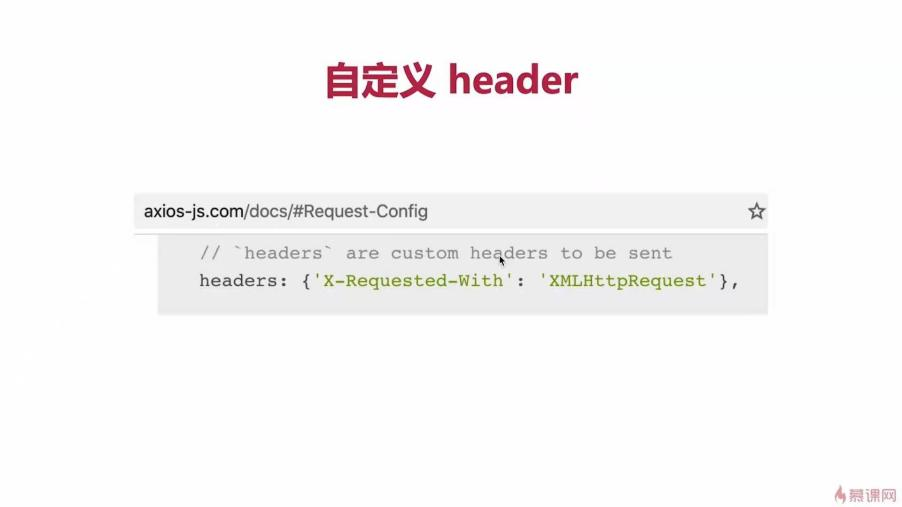 自定义 header
axios-js.com/docs/#Request-Config
// `headers` are custom headers to be sent
headers: {'X-Requested-With': 'XMLHttpRequest'},
慕课网